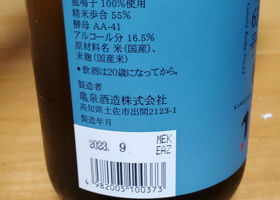 風鳴子 100%使用
精米歩合 55%
酵母 AA-41
アルコール分 16.5%
原材料名 米(国産)、
米麹(国産米)
•飲酒は20歳になってから。
製造者
亀泉酒造株式会社
高知県土佐市出間2123-1
製造年月
2023. 9.
MEK
EAZ
4 982005 100373